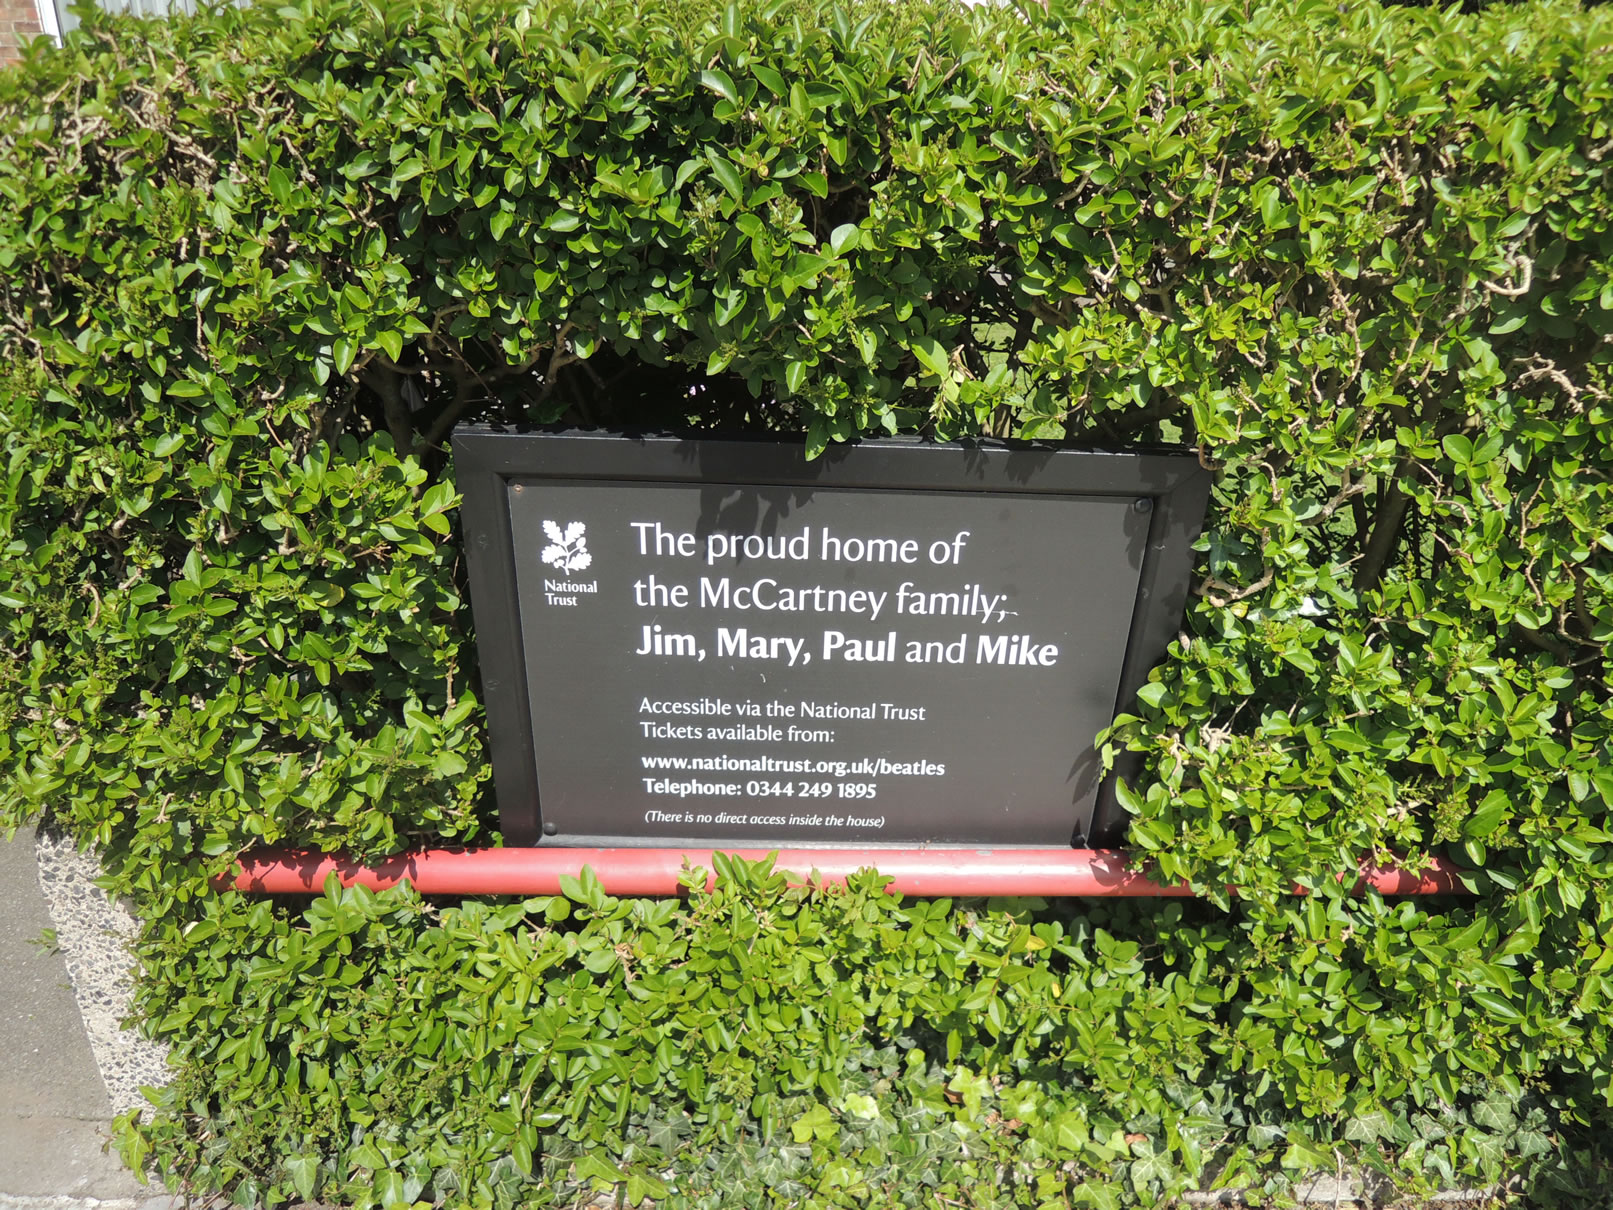 National
Trust
The proud home of
the McCartney family;
Jim, Mary, Paul and Mike
Accessible via the National Trust
Tickets available from:
www.nationaltrust.org.uk/beatles
Telephone: 0344 249 1895
(There is no direct access inside the house)